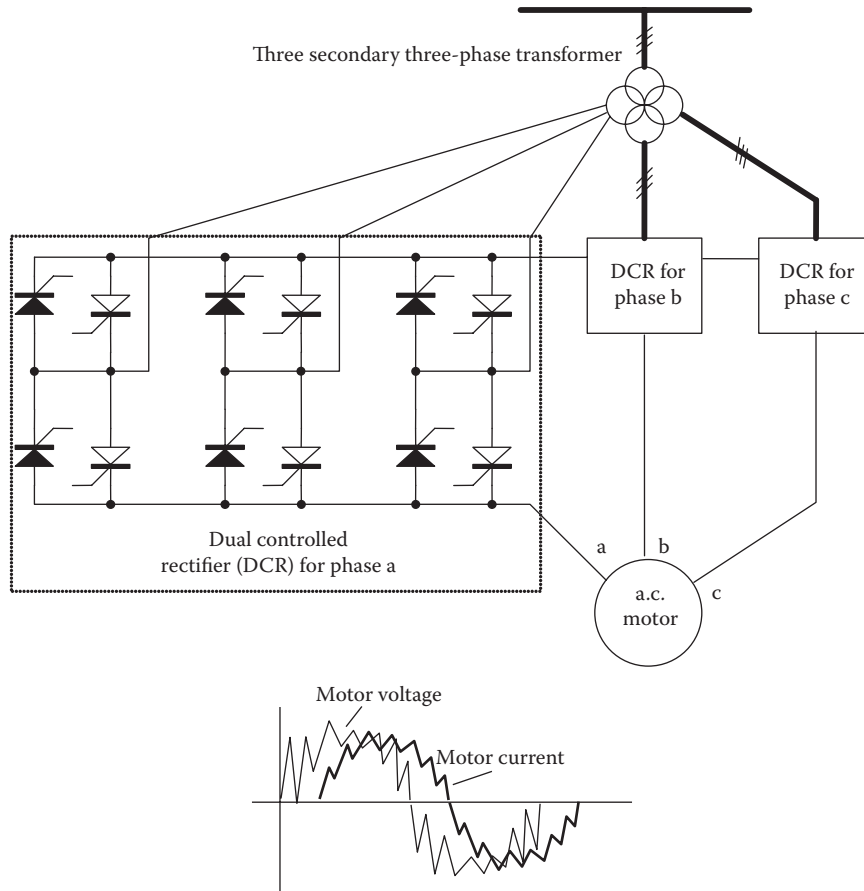 Three secondary three-phase transformer
DCR for
phase b
DCR for
phase c
Dual controlled
rectifier (DCR) for phase a
a
b
c
a.c.
motor
Motor voltage
Motor current